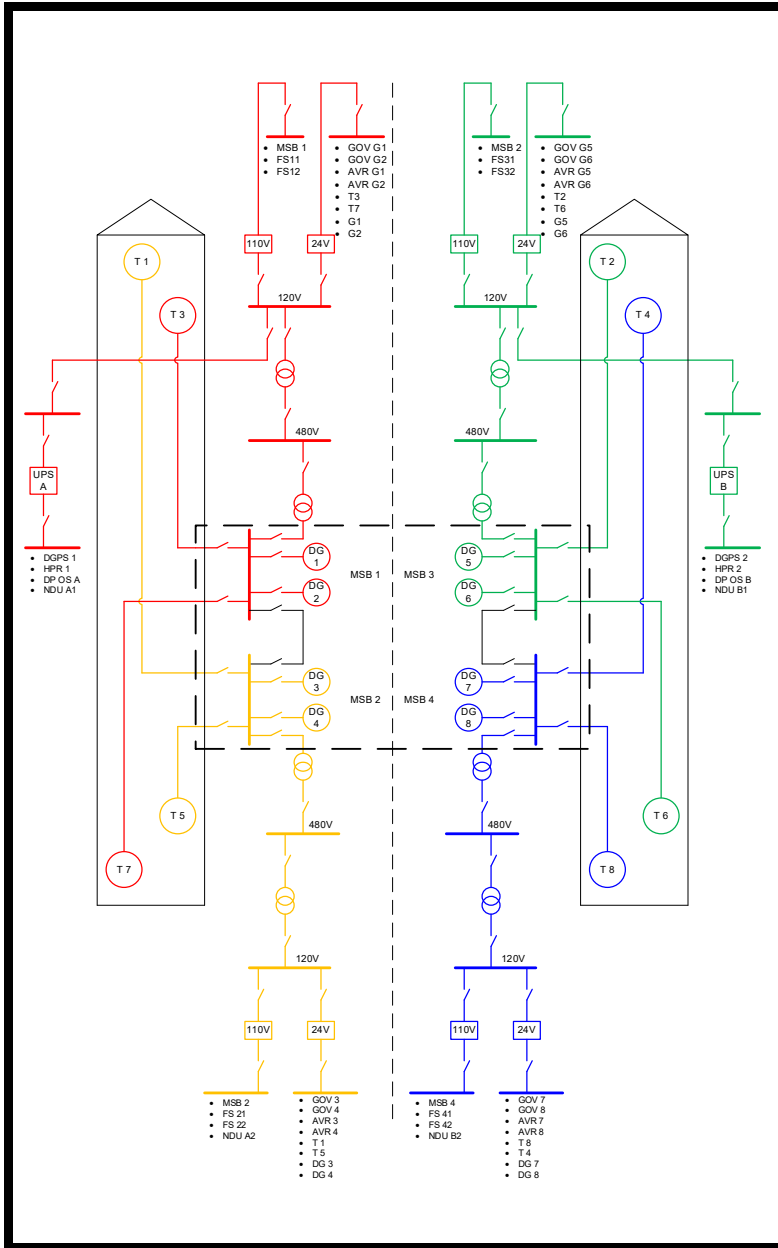 • MSB 1
• FS11
• FS12
• GOV G1
• GOV G2
• AVR G1
• AVR G2
• T3
• T7
• G1
• G2
• MSB 2
• FS31
• FS32
• GOV G5
• GOV G6
• AVR G5
• AVR G6
• T2
• T6
• G5
• G6
110V
24V
110V
24V
T 1
T 2
T 3
T 4
120V
120V
480V
480V
UPS
A
UPS
B
• DGPS 1
• HPR 1
• DP OS A
• NDU A1
• DGPS 2
• HPR 2
• DP OS B
• NDU B1
DG
1
DG
2
MSB 1
MSB 3
DG
5
DG
6
DG
3
DG
4
MSB 2
MSB 4
DG
7
DG
8
T 5
T 6
T 7
T 8
480V
480V
120V
120V
110V
24V
110V
24V
• MSB 2
• FS 21
• FS 22
• NDU A2
• GOV 3
• GOV 4
• AVR 3
• AVR 4
• T 1
• T 5
• DG 3
• DG 4
• MSB 4
• FS 41
• FS 42
• NDU B2
• GOV 7
• GOV 8
• AVR 7
• AVR 8
• T 8
• T 4
• DG 7
• DG 8